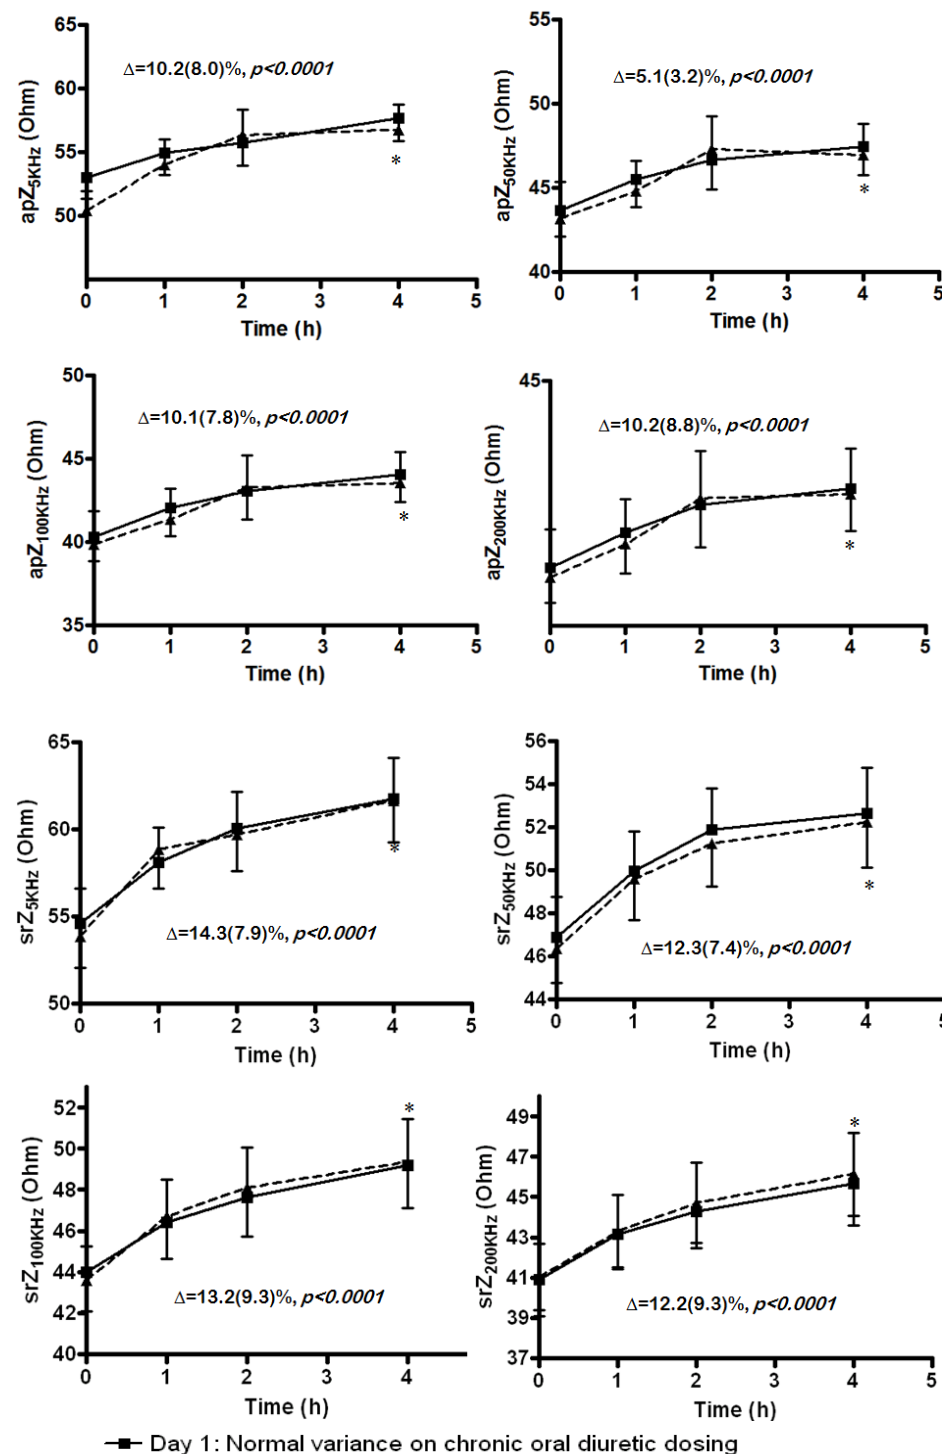 65
60
55
50
apZ5KHz (Ohm)
Δ=10.2(8.0)%, p<0.0001
*
0 1 2 3 4 5
Time (h)
55
50
45
40
apZ50KHz (Ohm)
Δ=5.1(3.2)%, p<0.0001
*
0 1 2 3 4 5
Time (h)
50
45
40
35
apZ100KHz (Ohm)
Δ=10.1(7.8)%, p<0.0001
*
0 1 2 3 4 5
Time (h)
45
apZ200KHz (Ohm)
Δ=10.2(8.8)%, p<0.0001
*
0 1 2 3 4 5
Time (h)
65
60
55
50
srZ5KHz (Ohm)
*
Δ=14.3(7.9)%, p<0.0001
0 1 2 3 4 5
Time (h)
56
54
52
50
48
46
44
srZ50KHz (Ohm)
*
Δ=12.3(7.4)%, p<0.0001
0 1 2 3 4 5
Time (h)
52
50
48
46
44
42
40
srZ100KHz (Ohm)
*
Δ=13.2(9.3)%, p<0.0001
0 1 2 3 4
Time (h)
49
47
45
43
41
39
37
srZ200KHz (Ohm)
*
Δ=12.2(9.3)%, p<0.0001
0 1 2 3 4 5
Time (h)
Day 1: Normal variance on chronic oral diuretic dosing